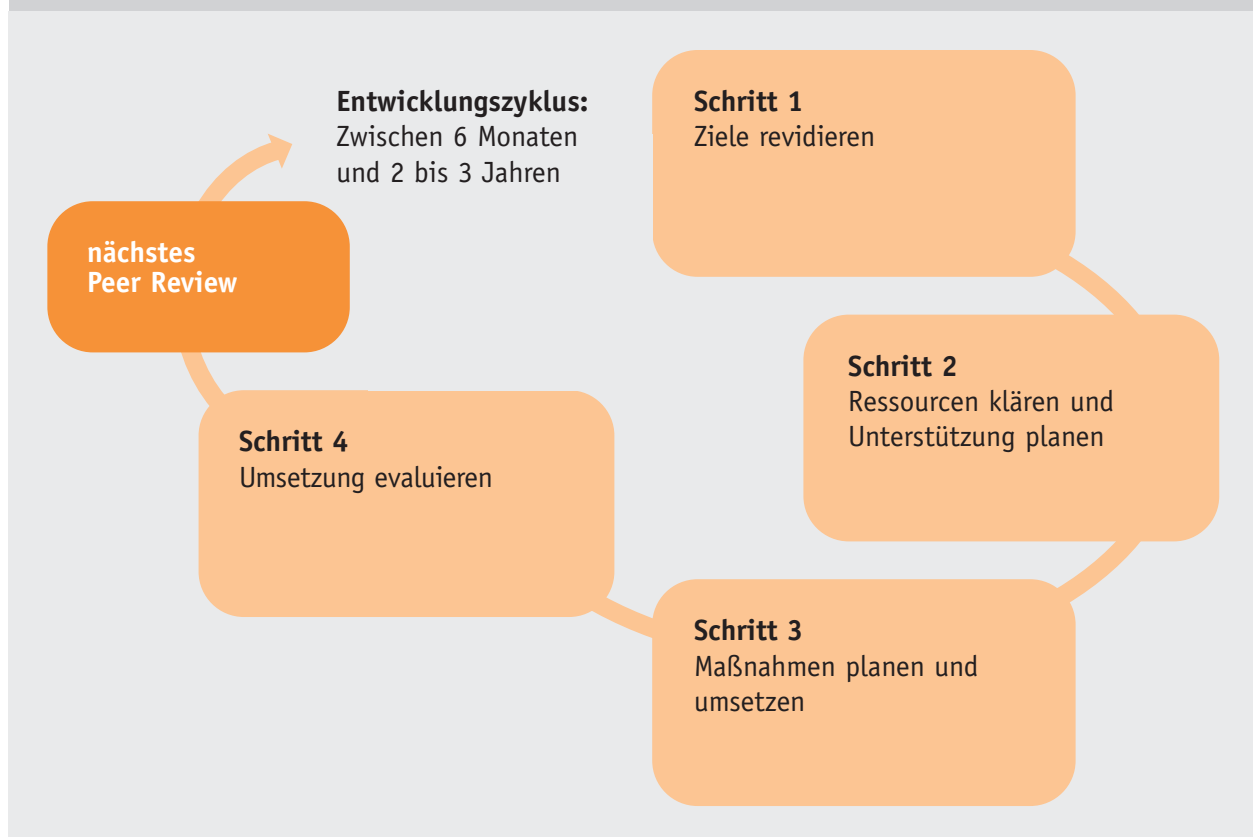 Entwicklungszyklus:
Zwischen 6 Monaten
und 2 bis 3 Jahren
Schritt 1
Ziele revidieren
Schritt 2
Ressourcen klären und
Unterstützung planen
Schritt 3
Maßnahmen planen und
umsetzen
Schritt 4
Umsetzung evaluieren
nächstes
Peer Review